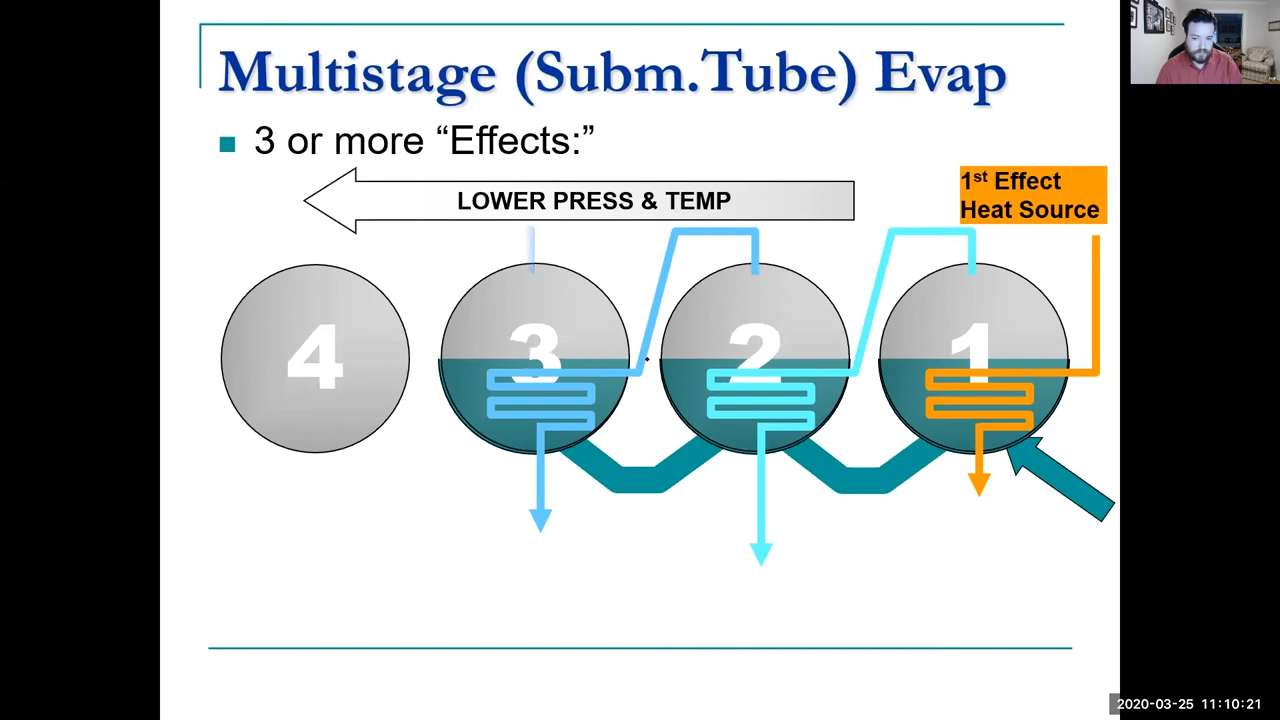 Multistage (Subm.Tube) Evap
3 or more “Effects:”
LOWER PRESS & TEMP
1st Effect
Heat Source
4
3
2
1
2020-03-25 11:10:21